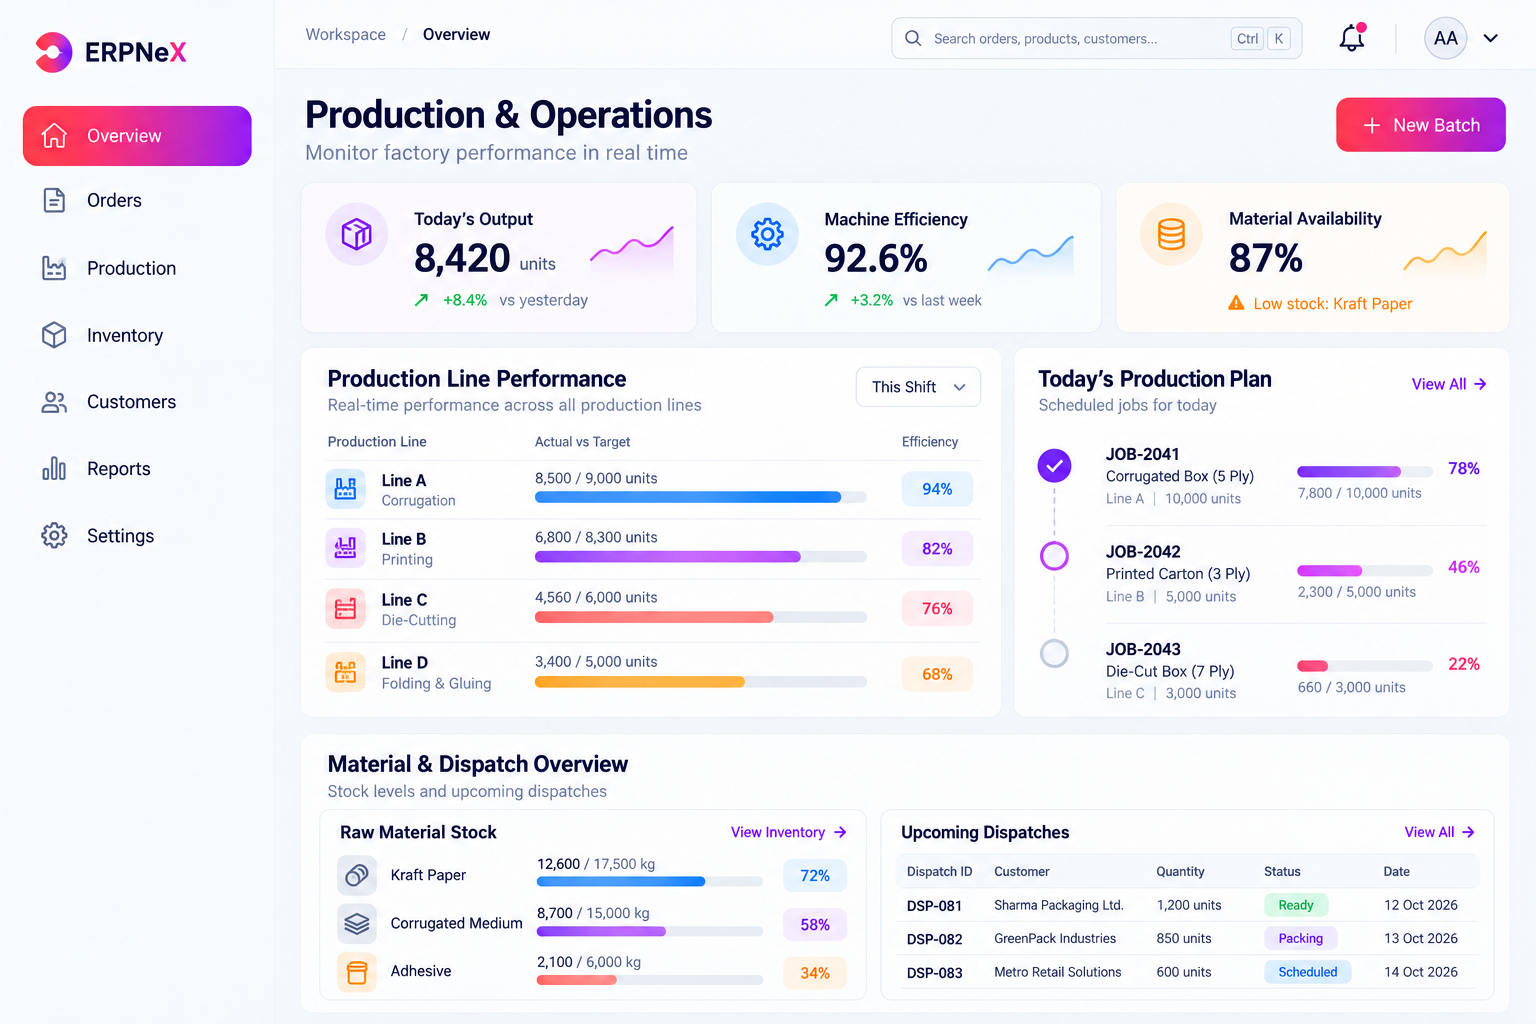 ERPNeX
Overview
Orders
Production
Inventory
Customers
Reports
Settings
Workspace / Overview
Search orders, products, customers...
Ctrl K
AA
Production & Operations
Monitor factory performance in real time
+ New Batch
Today's Output
8,420 units
+8.4% vs yesterday
Machine Efficiency
92.6%
+3.2% vs last week
Material Availability
87%
Low stock: Kraft Paper
Production Line Performance
Real-time performance across all production lines
This Shift
Production Line Actual vs Target Efficiency
Line A
Corrugation
8,500 / 9,000 units
94%
Line B
Printing
6,800 / 8,300 units
82%
Line C
Die-Cutting
4,560 / 6,000 units
76%
Line D
Folding & Gluing
3,400 / 5,000 units
68%
Today's Production Plan
Scheduled jobs for today
View All →
JOB-2041
Corrugated Box (5 Ply)
Line A | 10,000 units
78%
7,800 / 10,000 units
JOB-2042
Printed Carton (3 Ply)
Line B | 5,000 units
46%
2,300 / 5,000 units
JOB-2043
Die-Cut Box (7 Ply)
Line C | 3,000 units
22%
660 / 3,000 units
Material & Dispatch Overview
Stock levels and upcoming dispatches
Raw Material Stock
View Inventory →
Kraft Paper
12,600 / 17,500 kg
72%
Corrugated Medium
8,700 / 15,000 kg
58%
Adhesive
2,100 / 6,000 kg
34%
Upcoming Dispatches
View All →
Dispatch ID Customer Quantity Status Date
DSP-081 Sharma Packaging Ltd. 1,200 units Ready 12 Oct 2026
DSP-082 GreenPack Industries 850 units Packing 13 Oct 2026
DSP-083 Metro Retail Solutions 600 units Scheduled 14 Oct 2026